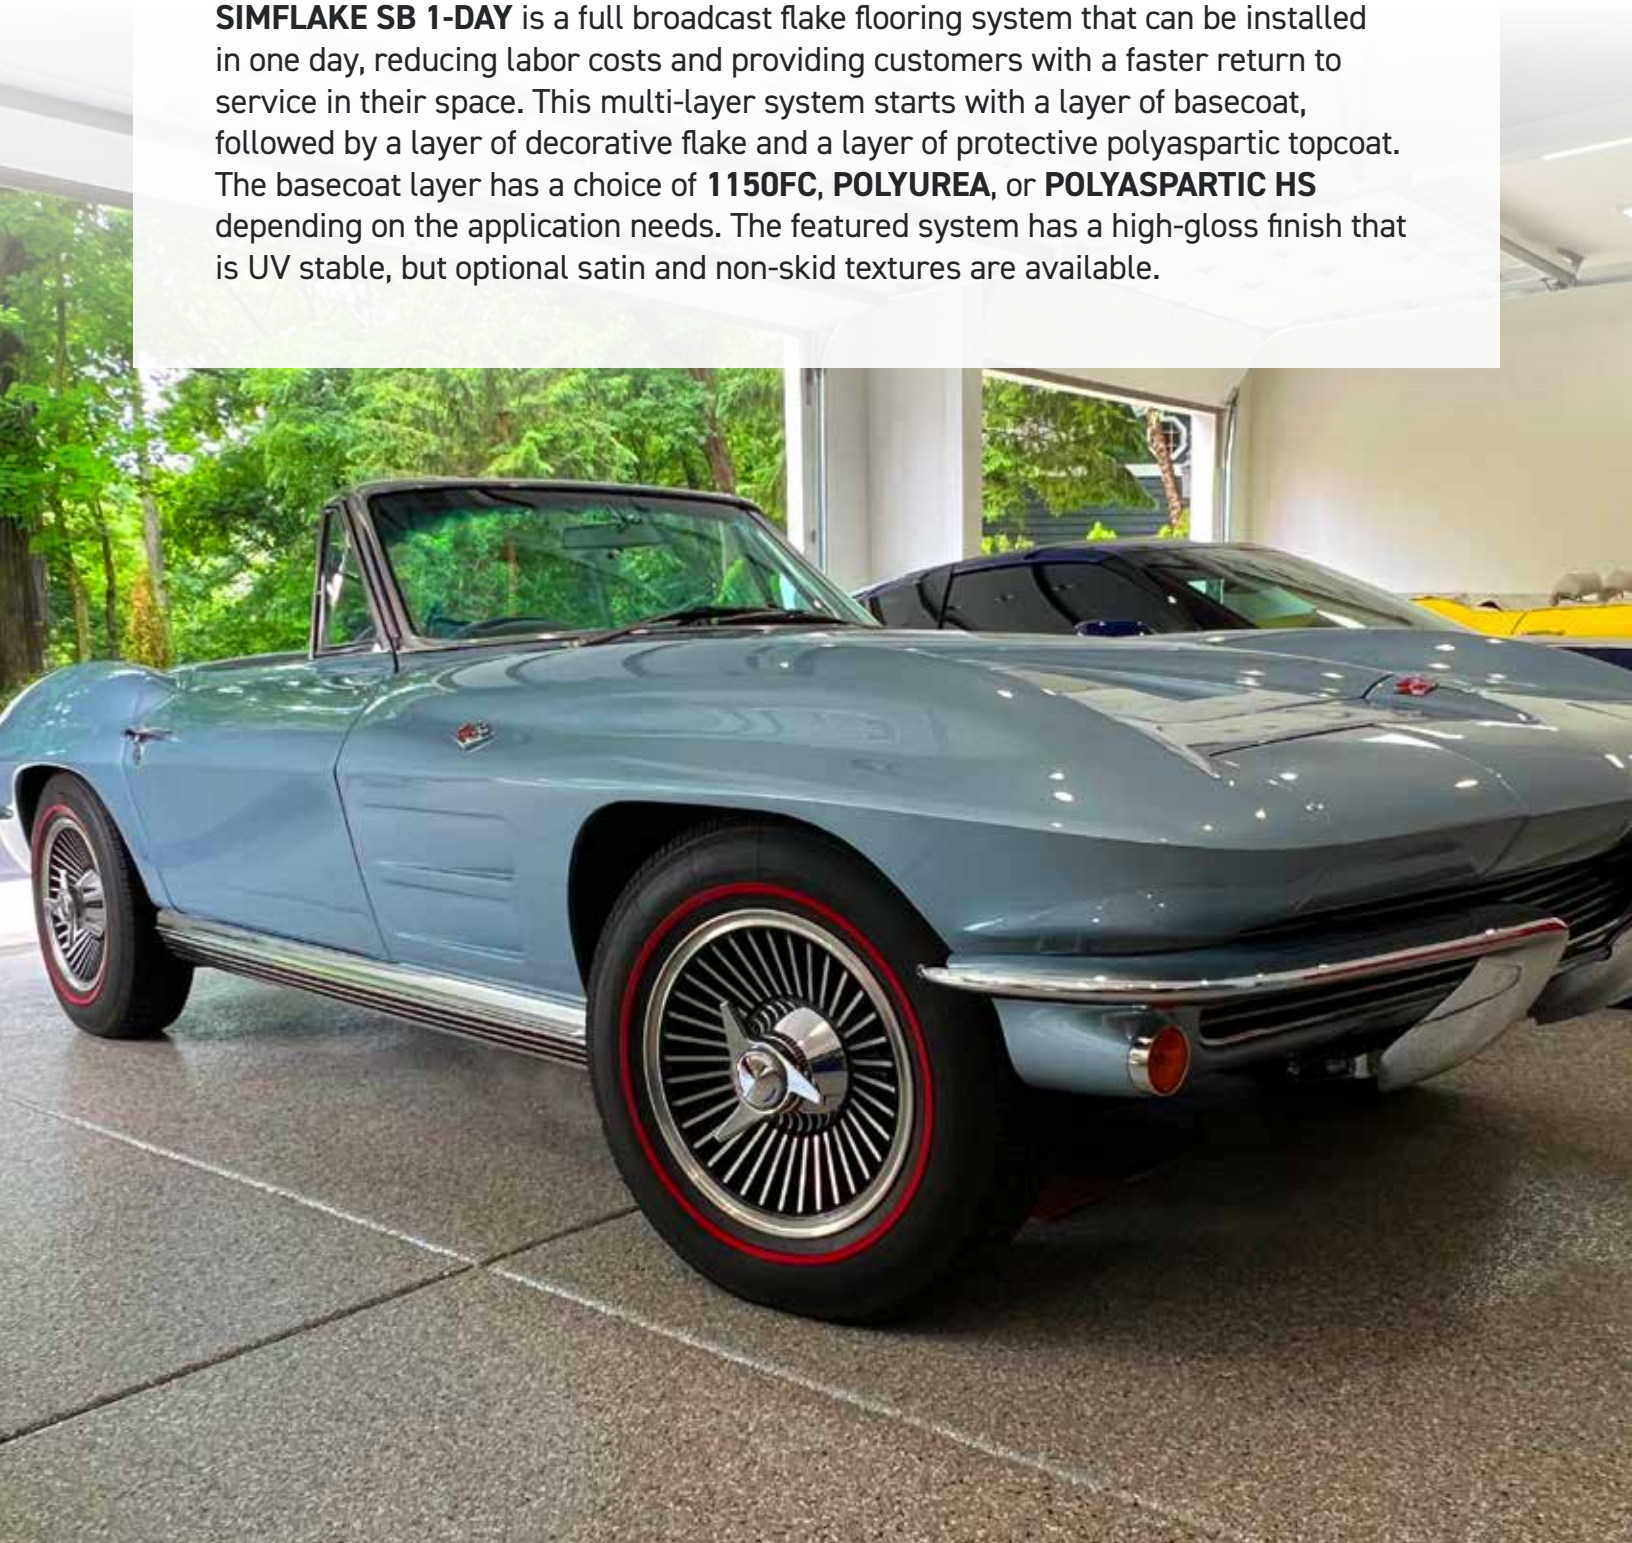 SIMFLAKE SB 1-DAY is a full broadcast flake flooring system that can be installed
in one day, reducing labor costs and providing customers with a faster return to
service in their space. This multi-layer system starts with a layer of basecoat,
followed by a layer of decorative flake and a layer of protective polyaspartic topcoat.
The basecoat layer has a choice of 1150FC, POLYUREA, or POLYASPARTIC HS
depending on the application needs. The featured system has a high-gloss finish that
is UV stable, but optional satin and non-skid textures are available.